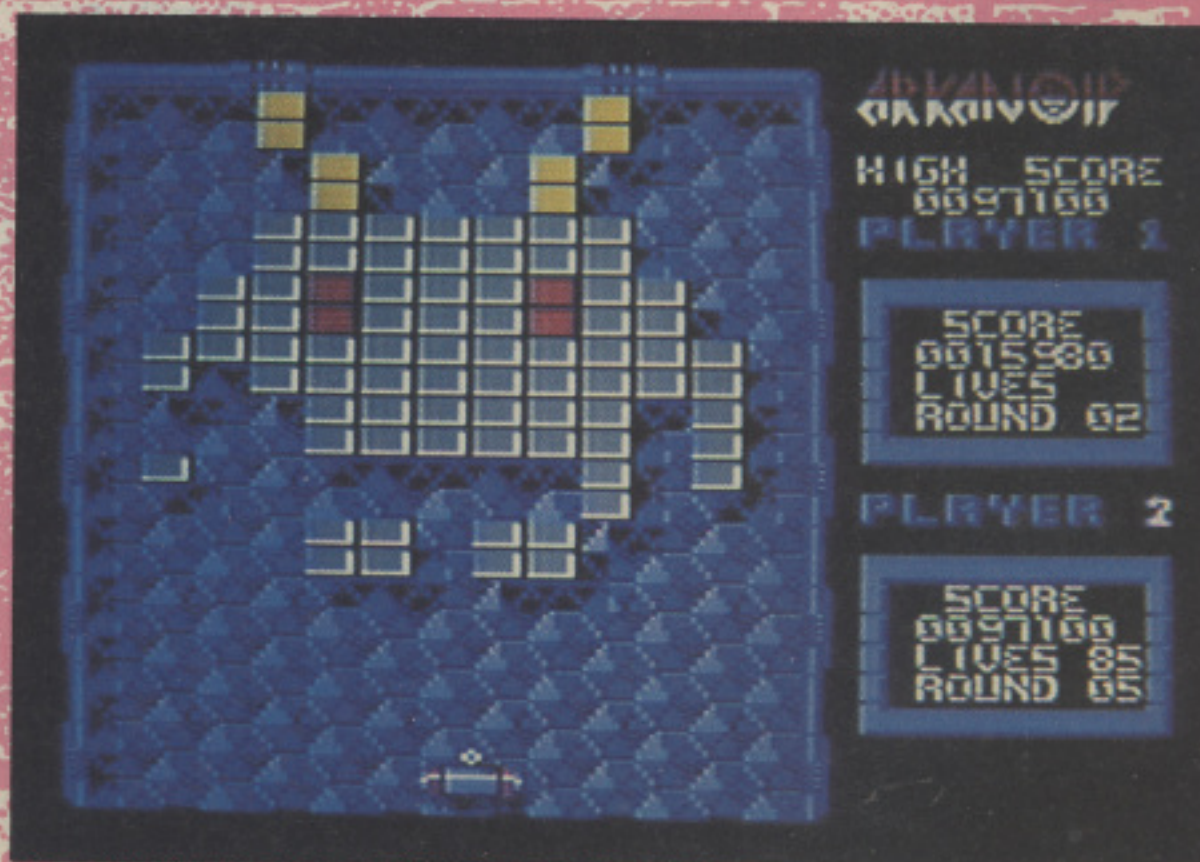 ARKANOID
HIGH SCORE
0097100
PLAYER 1
SCORE
0015980
LIVES
ROUND 02
PLAYER 2
SCORE
0097100
LIVES 85
ROUND 05